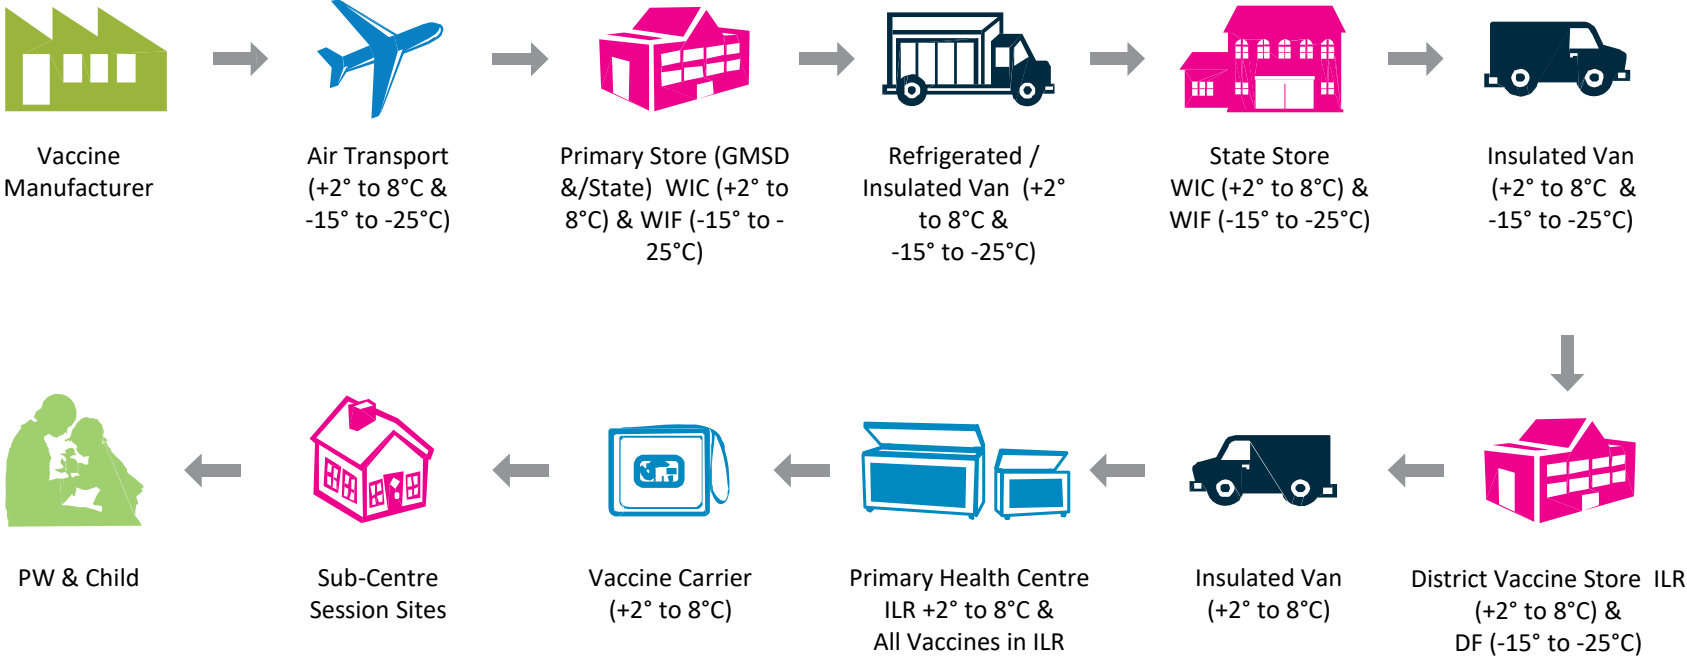 Vaccine
Manufacturer
Air Transport
(+2° to 8°C &
-15° to -25°C)
Primary Store (GMSD
&/State) WIC (+2° to
8°C) & WIF (-15° to -
25°C)
Refrigerated /
Insulated Van (+2°
to 8°C &
-15° to -25°C)
State Store
WIC (+2° to 8°C) &
WIF (-15° to -25°C)
Insulated Van
(+2° to 8°C &
-15° to -25°C)
PW & Child
Sub-Centre
Session Sites
Vaccine Carrier
(+2° to 8°C)
Primary Health Centre
ILR +2° to 8°C &
All Vaccines in ILR
Insulated Van
(+2° to 8°C)
District Vaccine Store ILR
(+2° to 8°C) &
DF (-15° to -25°C)